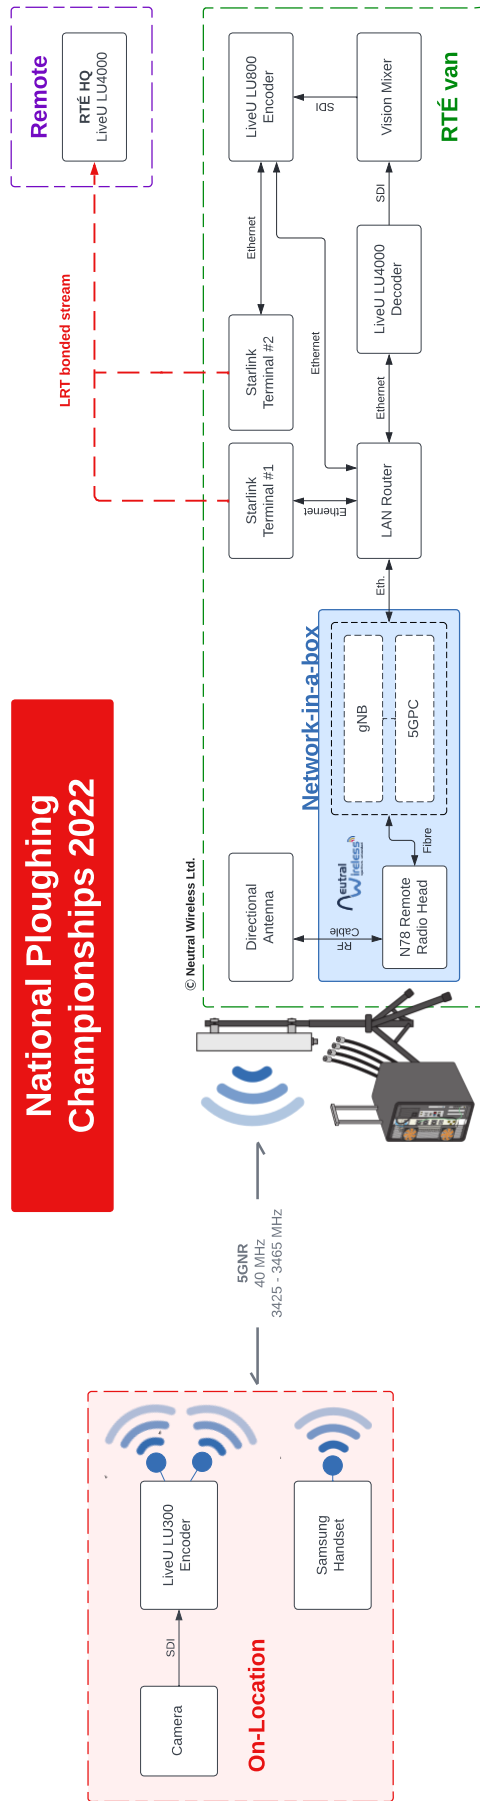 National Ploughing
Championships 2022
On-Location
Camera
SDI
LiveU LU300
Encoder
Samsung
Handset
5GNR
40 MHz
3425 - 3465 MHz
© Neutral Wireless Ltd.
Directional
Antenna
RF
Cable
N78 Remote
Radio Head
Fibre
Neutral
Wireless
Network-in-a-box
gNB
5GPC
Eth.
LAN Router
Ethernet
Starlink
Terminal #1
Starlink
Terminal #2
Ethernet
Ethernet
Ethernet
LiveU LU4000
Decoder
SDI
Vision Mixer
SDI
LiveU LU800
Encoder
RTÉ van
LRT bonded stream
Remote
RTÉ HQ
LiveU LU4000